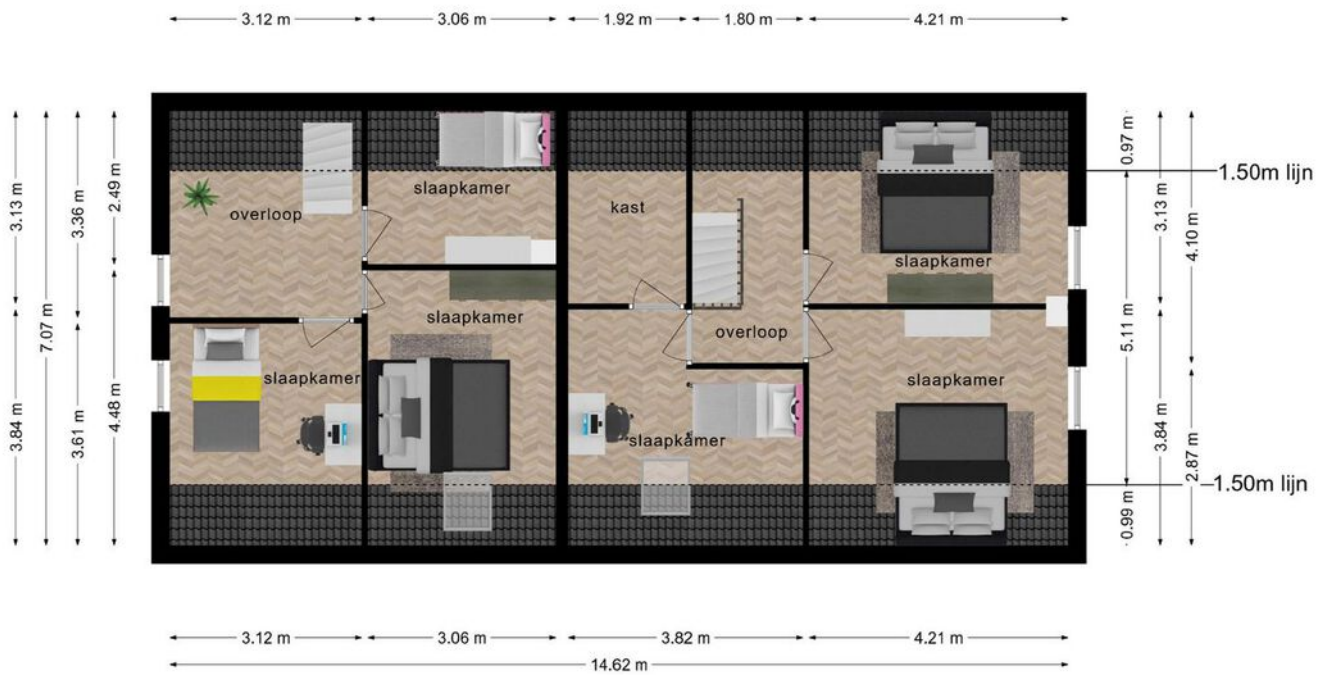 3.12 m
3.06 m
1.92 m
1.80 m
4.21 m
3.13 m
7.07 m
3.36 m
2.49 m
0.97 m
3.13 m
4.10 m
1.50m lijn
slaapkamer
overloop
kast
slaapkamer
slaapkamer
overloop
slaapkamer
slaapkamer
slaapkamer
3.84 m
3.61 m
4.48 m
5.11 m
3.84 m
2.87 m
1.50m lijn
0.99 m
3.12 m
3.06 m
3.82 m
4.21 m
14.62 m